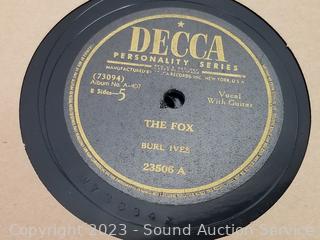 DECCA
PERSONALITY SERIES
(73094)
Album No. A-407
8 Sides-5
Vocal
With Guitar
THE FOX
BURL IVES
23506 A
Copyright 2023 - Sound Auction Service